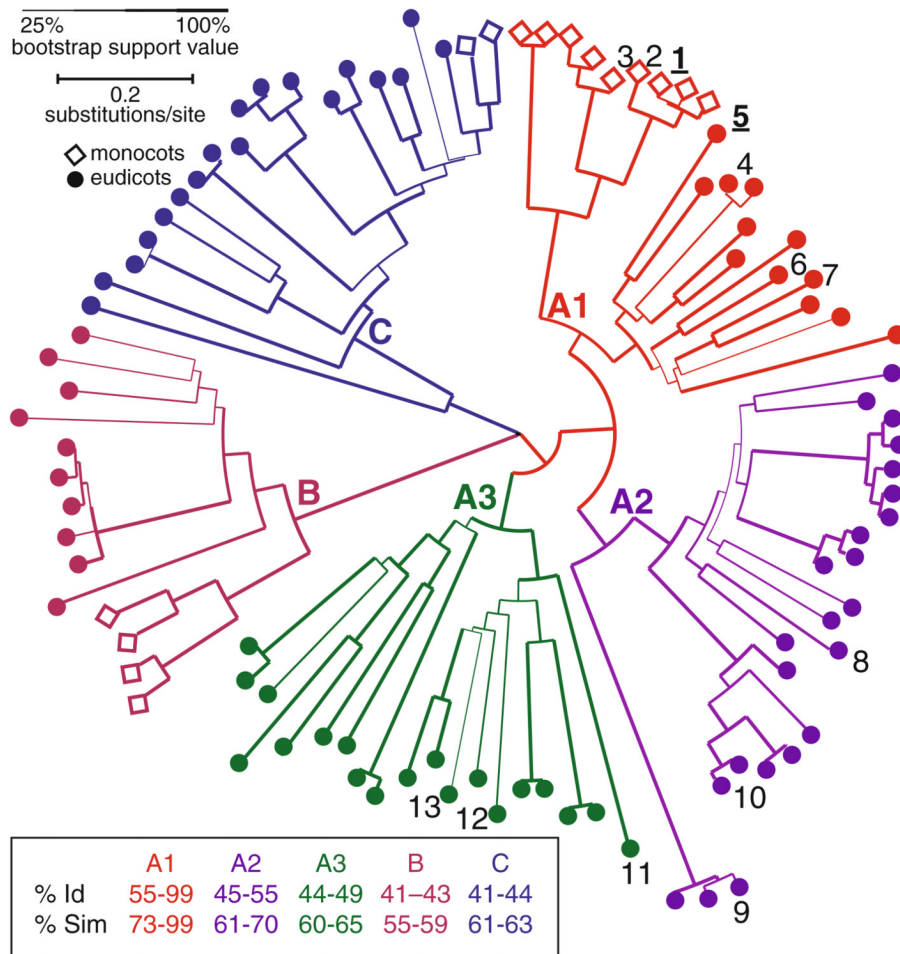 25% 100%
bootstrap support value
0.2
substitutions/site
monocots
eudicots
3 2 1
5
4
6 7
A1
C
B
A3
A2
8
13 12
10
11
9
A1 A2 A3 B C
% Id 55-99 45-55 44-49 41–43 41-44
% Sim 73-99 61-70 60-65 55-59 61-63